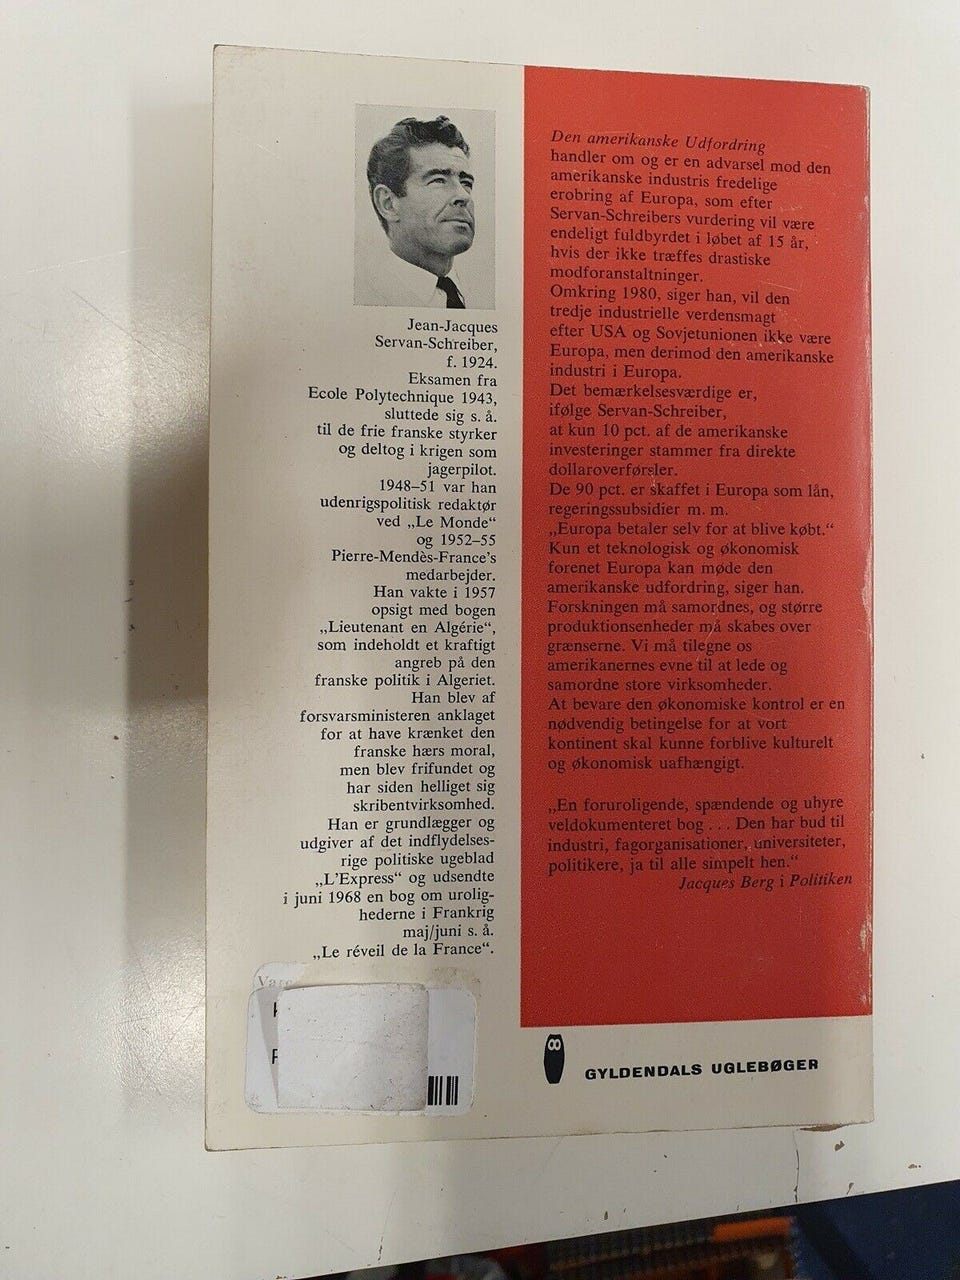 Jean-Jacques
Servan-Schreiber,
f. 1924.
Eksamen fra
Ecole Polytechnique 1943,
sluttede sig s. å.
til de frie franske styrker
og deltog i krigen som
jagerpilot.
1948–51 var han
udenrigspolitisk redaktør
ved „Le Monde“
og 1952–55
Pierre-Mendès-France's
medarbejder.
Han vakte i 1957
opsigt med bogen
„Lieutenant en Algérie“,
som indeholdt et kraftigt
angreb på den
franske politik i Algeriet.
Han blev af
forsvarsministeren anklaget
for at have krænket den
franske hærs moral,
men blev frifundet og
har siden helliget sig
skribentvirksomhed.
Han er grundlægger og
udgiver af det indflydelses-
rige politiske ugeblad
„L'Express“ og udsendte
i juni 1968 en bog om urolig-
hederne i Frankrig
maj/juni s. å.
„Le réveil de la France“.
Den amerikanske Udfordring
handler om og er en advarsel mod den
amerikanske industris fredelige
erobring af Europa, som efter
Servan-Schreibers vurdering vil være
endeligt fuldbyrdet i løbet af 15 år,
hvis der ikke træffes drastiske
modforanstaltninger.
Omkring 1980, siger han, vil den
tredje industrielle verdensmagt
efter USA og Sovjetunionen ikke være
Europa, men derimod den amerikanske
industri i Europa.
Det bemærkelsesværdige er,
ifølge Servan-Schreiber,
at kun 10 pct. af de amerikanske
investeringer stammer fra direkte
dollaroverførsler.
De 90 pct. er skaffet i Europa som lån,
regeringssubsidier m. m.
„Europa betaler selv for at blive købt.“
Kun et teknologisk og økonomisk
forenet Europa kan møde den
amerikanske udfordring, siger han.
Forskningen må samordnes, og større
produktionsenheder må skabes over
grænserne. Vi må tilegne os
amerikanernes evne til at lede og
samordne store virksomheder.
At bevare den økonomiske kontrol er en
nødvendig betingelse for at vort
kontinent skal kunne forblive kulturelt
og økonomisk uafhængigt.
„En foruroligende, spændende og uhyre
veldokumenteret bog . . . Den har bud til
industri, fagorganisationer, universiteter,
politikere, ja til alle simpelt hen.“
Jacques Berg i Politiken
GYLDENDALS UGLEBØGER